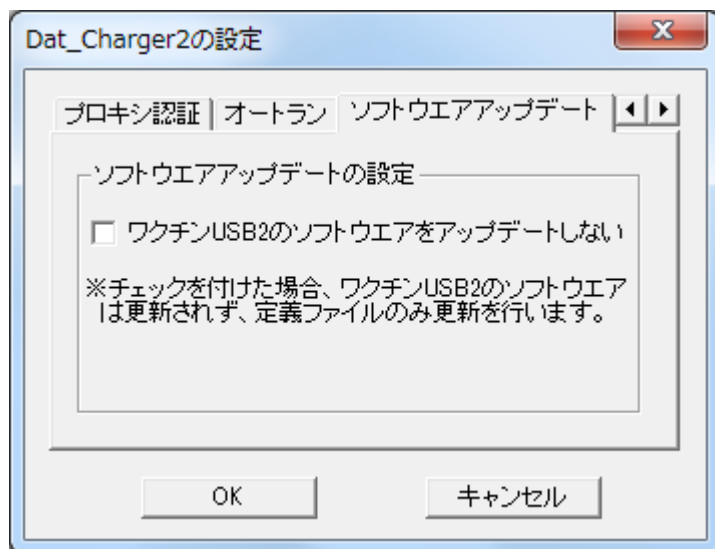 Dat_Charger2の設定
プロキシ認証 オートラン ソフトウエアアップデート
ソフトウエアアップデートの設定
ワクチンUSB2のソフトウエアをアップデートしない
※チェックを付けた場合、ワクチンUSB2のソフトウエア
は更新されず、定義ファイルのみ更新を行います。
OK キャンセル